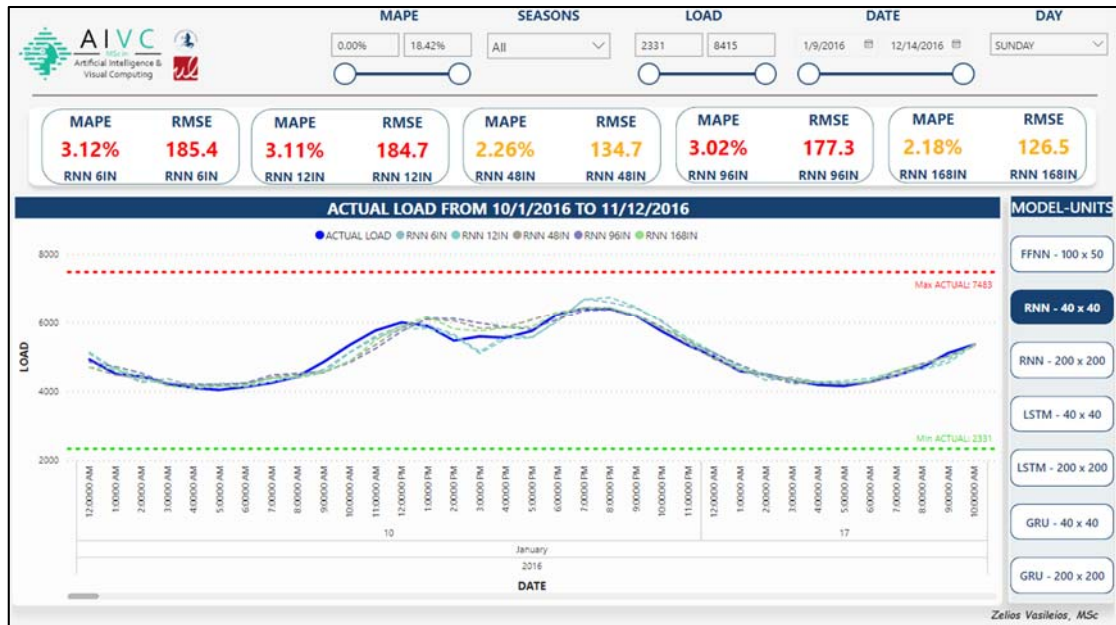 MAPE SEASONS LOAD DATE DAY
AIVC
MSc in:
Artificial Intelligence &
Visual Computing
0.00% 18.42% All 2331 8415 1/9/2016 12/14/2016 SUNDAY
MAPE RMSE MAPE RMSE MAPE RMSE MAPE RMSE MAPE RMSE
3.12% 185.4 3.11% 184.7 2.26% 134.7 3.02% 177.3 2.18% 126.5
RNN 6IN RNN 6IN RNN 12IN RNN 12IN RNN 48IN RNN 48IN RNN 96IN RNN 96IN RNN 168IN RNN 168IN
ACTUAL LOAD FROM 10/1/2016 TO 11/12/2016
ACTUAL LOAD RNN 6IN RNN 12IN RNN 48IN RNN 96IN RNN 168IN
8000
Max ACTUAL: 7483
6000
LOAD
4000
Min ACTUAL: 2331
2000
12:00:00 AM
1:00:00 AM
2:00:00 AM
3:00:00 AM
4:00:00 AM
5:00:00 AM
6:00:00 AM
7:00:00 AM
8:00:00 AM
9:00:00 AM
10:00:00 AM
11:00:00 AM
12:00:00 PM
1:00:00 PM
2:00:00 PM
3:00:00 PM
4:00:00 PM
5:00:00 PM
6:00:00 PM
7:00:00 PM
8:00:00 PM
9:00:00 PM
10:00:00 PM
11:00:00 PM
12:00:00 AM
1:00:00 AM
2:00:00 AM
3:00:00 AM
4:00:00 AM
5:00:00 AM
6:00:00 AM
7:00:00 AM
8:00:00 AM
9:00:00 AM
10:00:00 AM
10 17
January
2016
DATE
MODEL-UNITS
FFNN - 100 x 50
RNN - 40 x 40
RNN - 200 x 200
LSTM - 40 x 40
LSTM - 200 x 200
GRU - 40 x 40
GRU - 200 x 200
Zelios Vasileios, MSc